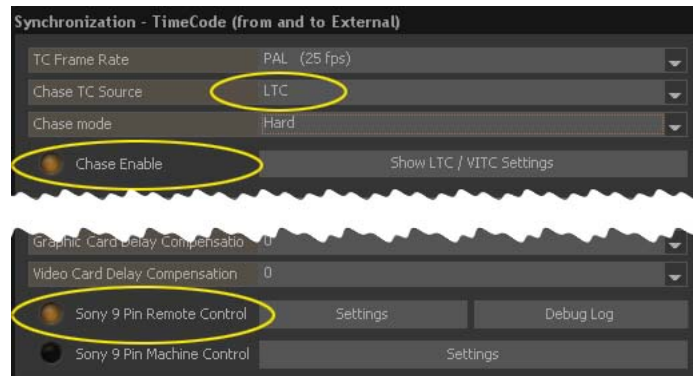 Synchronization - TimeCode (from and to External)
TC Frame Rate PAL (25 fps)
Chase TC Source LTC
Chase mode Hard
Chase Enable Show LTC / VITC Settings
Graphic Card Delay Compensatio 0
Video Card Delay Compensation 0
Sony 9 Pin Remote Control Settings Debug Log
Sony 9 Pin Machine Control Settings